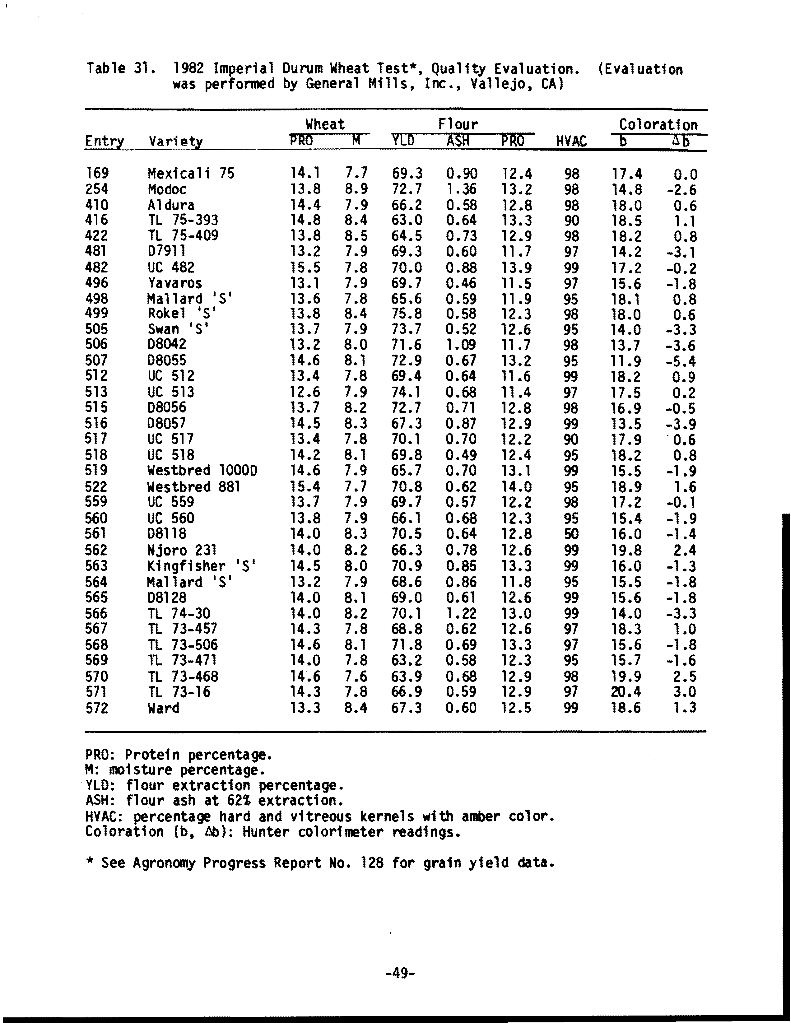 Table 31. 1982 Imperial Durum Wheat Test*, Quality Evaluation. (Evaluation
was performed by General Mills, Inc., Vallejo, CA)
Wheat Flour Coloration
Entry Variety PRO M YLD ASH PRO HVAC b Δb
169 Mexicali 75 14.1 7.7 69.3 0.90 12.4 98 17.4 0.0
254 Modoc 13.8 8.9 72.7 1.36 13.2 98 14.8 -2.6
410 Aldura 14.4 7.9 66.2 0.58 12.8 98 18.0 0.6
416 TL 75-393 14.8 8.4 63.0 0.64 13.3 90 18.5 1.1
422 TL 75-409 13.8 8.5 64.5 0.73 12.9 98 18.2 0.8
481 D7911 13.2 7.9 69.3 0.60 11.7 97 14.2 -3.1
482 UC 482 15.5 7.8 70.0 0.88 13.9 99 17.2 -0.2
496 Yavaros 13.1 7.9 69.7 0.46 11.5 97 15.6 -1.8
498 Mallard 'S' 13.6 7.8 65.6 0.59 11.9 95 18.1 0.8
499 Rokel 'S' 13.8 8.4 75.8 0.58 12.3 98 18.0 0.6
505 Swan 'S' 13.7 7.9 73.7 0.52 12.6 95 14.0 -3.3
506 D8042 13.2 8.0 71.6 1.09 11.7 98 13.7 -3.6
507 D8055 14.6 8.1 72.9 0.67 13.2 95 11.9 -5.4
512 UC 512 13.4 7.8 69.4 0.64 11.6 99 18.2 0.9
513 UC 513 12.6 7.9 74.1 0.68 11.4 97 17.5 0.2
515 D8056 13.7 8.2 72.7 0.71 12.8 98 16.9 -0.5
516 D8057 14.5 8.3 67.3 0.87 12.9 99 13.5 -3.9
517 UC 517 13.4 7.8 70.1 0.70 12.2 90 17.9 0.6
518 UC 518 14.2 8.1 69.8 0.49 12.4 95 18.2 0.8
519 Westbred 1000D 14.6 7.9 65.7 0.70 13.1 99 15.5 -1.9
522 Westbred 881 15.4 7.7 70.8 0.62 14.0 95 18.9 1.6
559 UC 559 13.7 7.9 69.7 0.57 12.2 98 17.2 -0.1
560 UC 560 13.8 7.9 66.1 0.68 12.3 95 15.4 -1.9
561 D8118 14.0 8.3 70.5 0.64 12.8 50 16.0 -1.4
562 Njoro 231 14.0 8.2 66.3 0.78 12.6 99 19.8 2.4
563 Kingfisher 'S' 14.5 8.0 70.9 0.85 13.3 99 16.0 -1.3
564 Mallard 'S' 13.2 7.9 68.6 0.86 11.8 95 15.5 -1.8
565 D8128 14.0 8.1 69.0 0.61 12.6 99 15.6 -1.8
566 TL 74-30 14.0 8.2 70.1 1.22 13.0 99 14.0 -3.3
567 TL 73-457 14.3 7.8 68.8 0.62 12.6 97 18.3 1.0
568 TL 73-506 14.6 8.1 71.8 0.69 13.3 97 15.6 -1.8
569 TL 73-471 14.0 7.8 63.2 0.58 12.3 95 15.7 -1.6
570 TL 73-468 14.6 7.6 63.9 0.68 12.9 98 19.9 2.5
571 TL 73-16 14.3 7.8 66.9 0.59 12.9 97 20.4 3.0
572 Ward 13.3 8.4 67.3 0.60 12.5 99 18.6 1.3
PRO: Protein percentage.
M: moisture percentage.
YLD: flour extraction percentage.
ASH: flour ash at 62% extraction.
HVAC: percentage hard and vitreous kernels with amber color.
Coloration (b, Δb): Hunter colorimeter readings.
* See Agronomy Progress Report No. 128 for grain yield data.
-49-